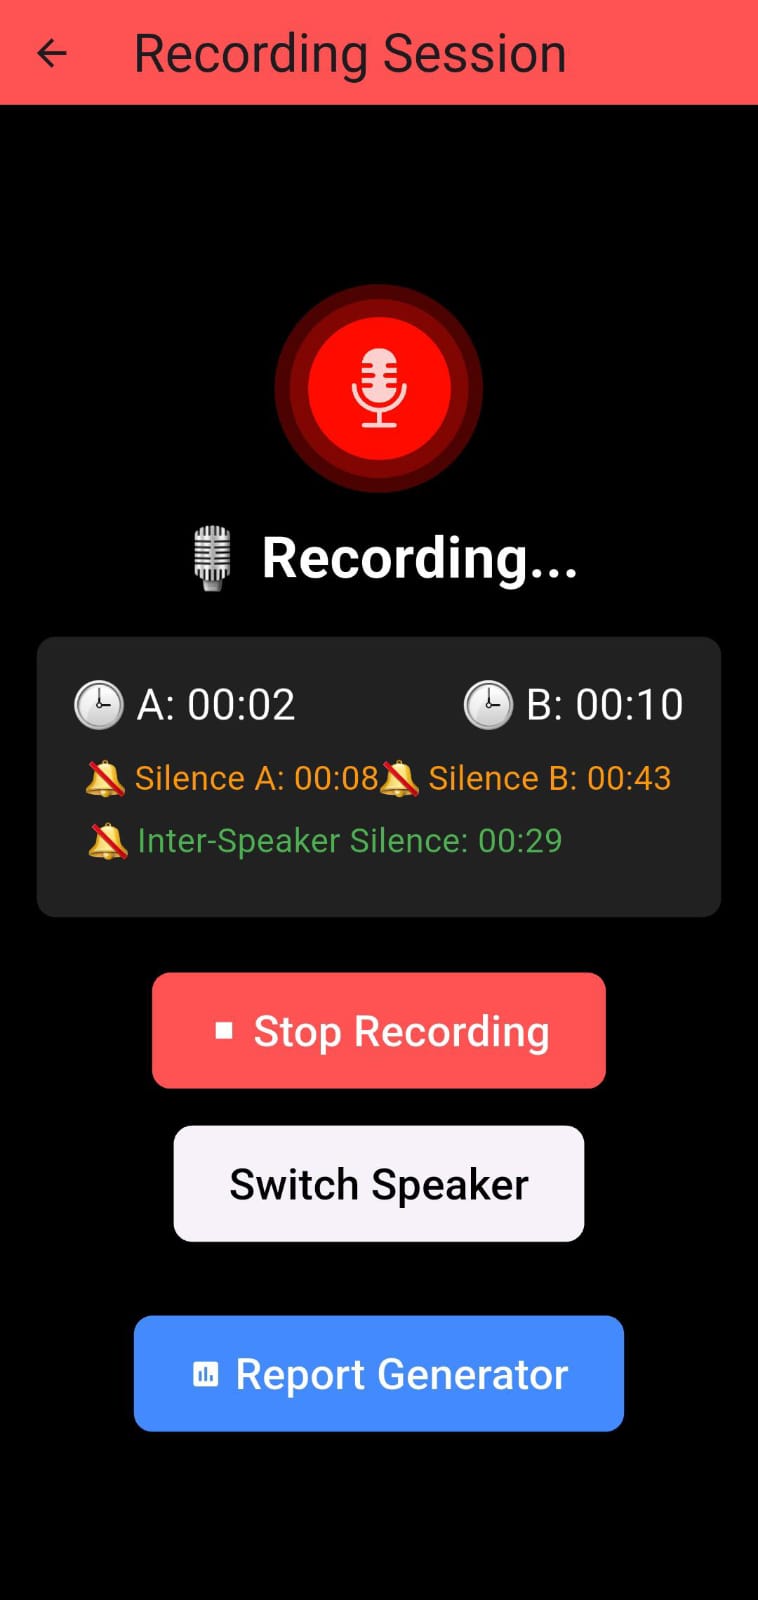 Recording Session
Recording...
A: 00:02 B: 00:10
Silence A: 00:08 Silence B: 00:43
Inter-Speaker Silence: 00:29
Stop Recording
Switch Speaker
Report Generator